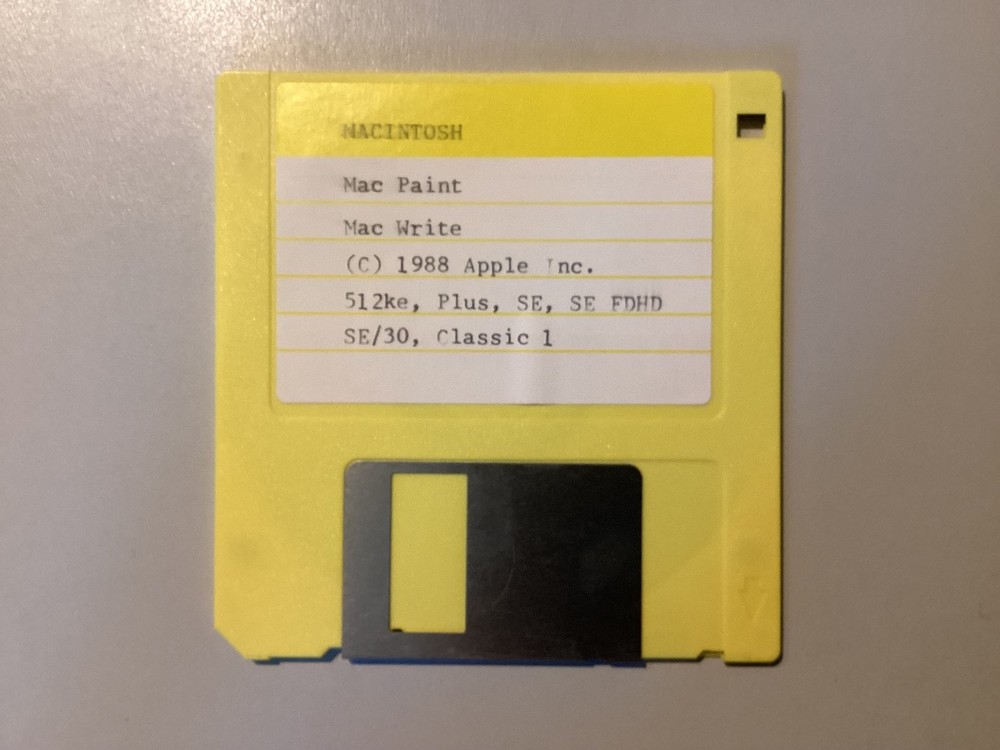 MACINTOSH
Mac Paint
Mac Write
(C) 1988 Apple Inc.
512ke, Plus, SE, SE FDHD
SE/30, Classic 1